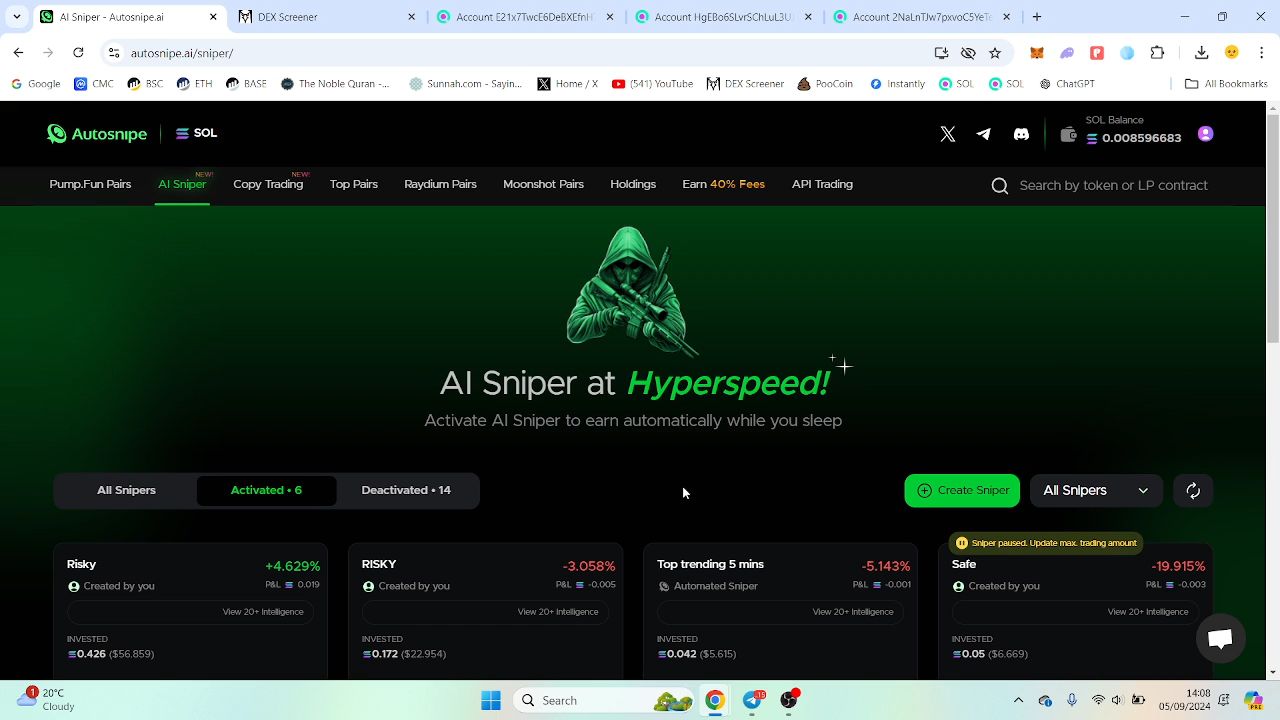 Autosnipe.ai
DEX Screener
Account E21x7TwE6DeBXEfnH
Account HgBBaGbHLhuLuL3U
Account ZaLnTJw7pyoC5YeTe
autosnipe.ai/sniper/
Google
CMC
BSC
ETH
BASE
The Noble Quran -...
Sunnah.com - Sayin...
Home / X
(541) YouTube
DEX Screener
PooCoin
Instantly
SOL
SOL
ChatGPT
All Bookmarks
Autosnipe
SOL
SOL Balance
0.008596683
Pump.Fun Pairs
AI Sniper
NEW!
Copy Trading
NEW!
Top Pairs
Raydium Pairs
Moonshot Pairs
Holdings
Earn 40% Fees
API Trading
Search by token or LP contract
AI Sniper at Hyperspeed!
Activate AI Sniper to earn automatically while you sleep
All Snipers
Activated • 6
Deactivated • 14
Create Sniper
All Snipers
Sniper paused. Update max. trading amount
Risky
+4.629%
Created by you
P&L 0.019
View 20+ Intelligence
INVESTED
0.426 ($56.859)
RISKY
-3.058%
Created by you
P&L -0.005
View 20+ Intelligence
INVESTED
0.172 ($22.954)
Top trending 5 mins
-5.143%
Automated Sniper
P&L -0.001
View 20+ Intelligence
INVESTED
0.042 ($5.615)
Safe
-19.915%
Created by you
P&L -0.003
View 20+ Intelligence
INVESTED
0.05 ($6.669)
1
20°C
Cloudy
Search
15
14:08
05/09/2024
PRE